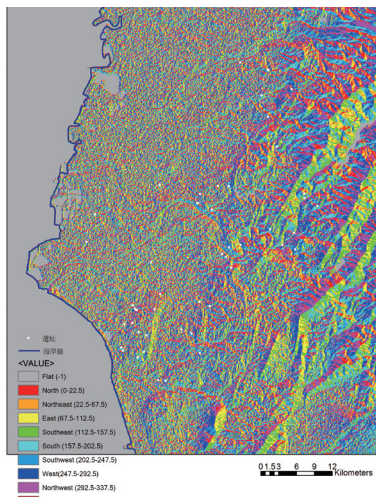 遺址
海岸線
<VALUE>
Flat (-1)
North (0-22.5)
Northeast (22.5-67.5)
East (67.5-112.5)
Southeast (112.5-157.5)
South (157.5-202.5)
Southwest (202.5-247.5)
West(247.5-292.5)
Northwest (292.5-337.5)
0 1.5 3 6 9 12
Kilometers